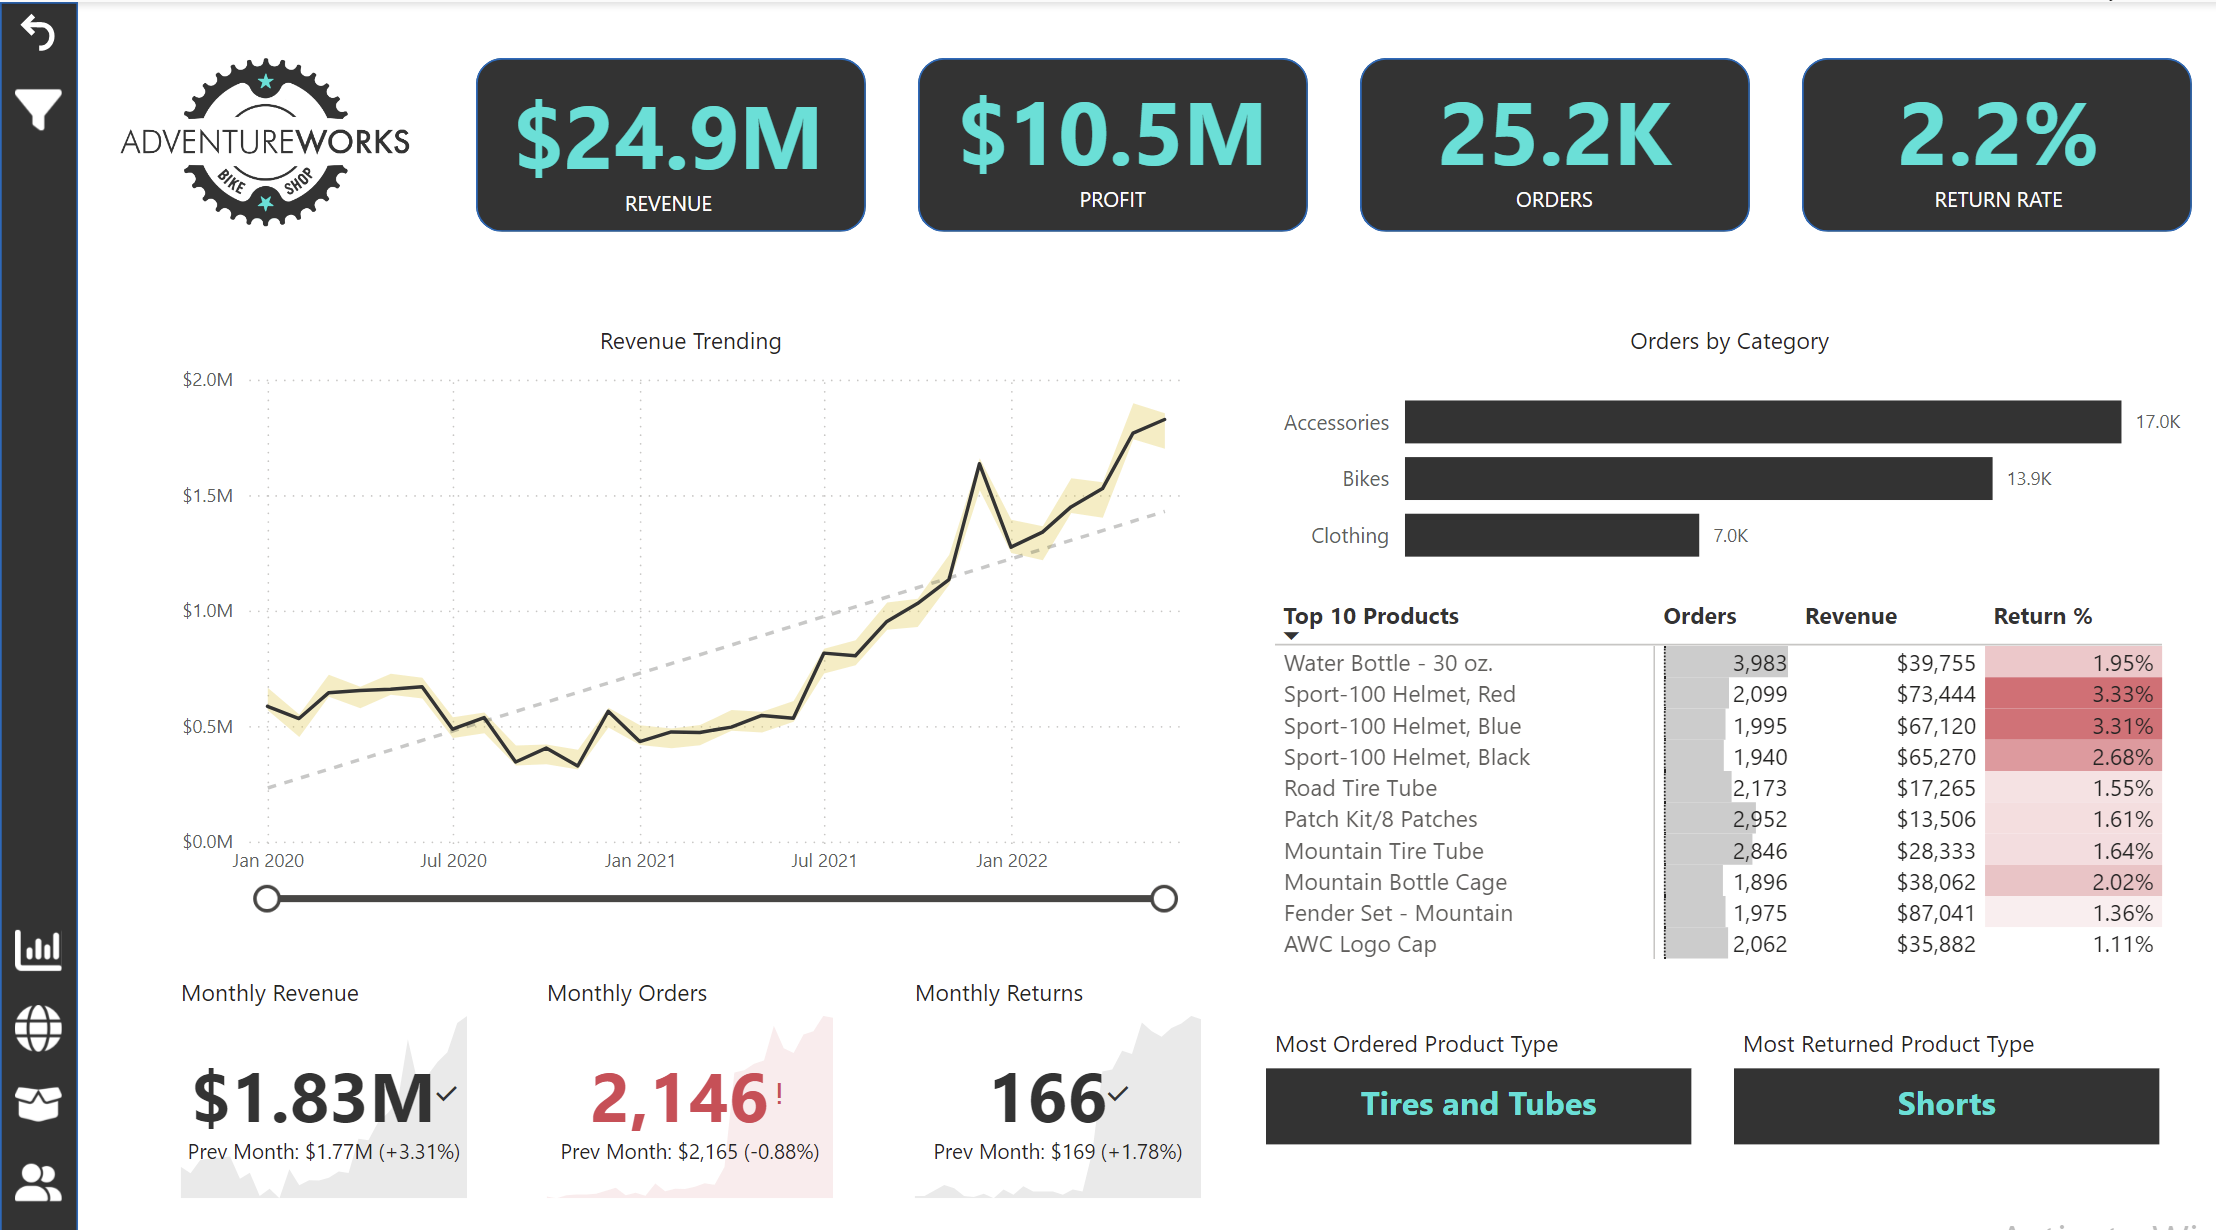 ADVENTUREWORKS
BIKE SHOP
$24.9M
REVENUE
$10.5M
PROFIT
25.2K
ORDERS
2.2%
RETURN RATE
Revenue Trending
$2.0M
$1.5M
$1.0M
$0.5M
$0.0M
Jan 2020 Jul 2020 Jan 2021 Jul 2021 Jan 2022
Orders by Category
Accessories 17.0K
Bikes 13.9K
Clothing 7.0K
Top 10 Products Orders Revenue Return %
Water Bottle - 30 oz. 3,983 $39,755 1.95%
Sport-100 Helmet, Red 2,099 $73,444 3.33%
Sport-100 Helmet, Blue 1,995 $67,120 3.31%
Sport-100 Helmet, Black 1,940 $65,270 2.68%
Road Tire Tube 2,173 $17,265 1.55%
Patch Kit/8 Patches 2,952 $13,506 1.61%
Mountain Tire Tube 2,846 $28,333 1.64%
Mountain Bottle Cage 1,896 $38,062 2.02%
Fender Set - Mountain 1,975 $87,041 1.36%
AWC Logo Cap 2,062 $35,882 1.11%
Monthly Revenue
$1.83M
Prev Month: $1.77M (+3.31%)
Monthly Orders
2,146!
Prev Month: $2,165 (-0.88%)
Monthly Returns
166
Prev Month: $169 (+1.78%)
Most Ordered Product Type
Tires and Tubes
Most Returned Product Type
Shorts